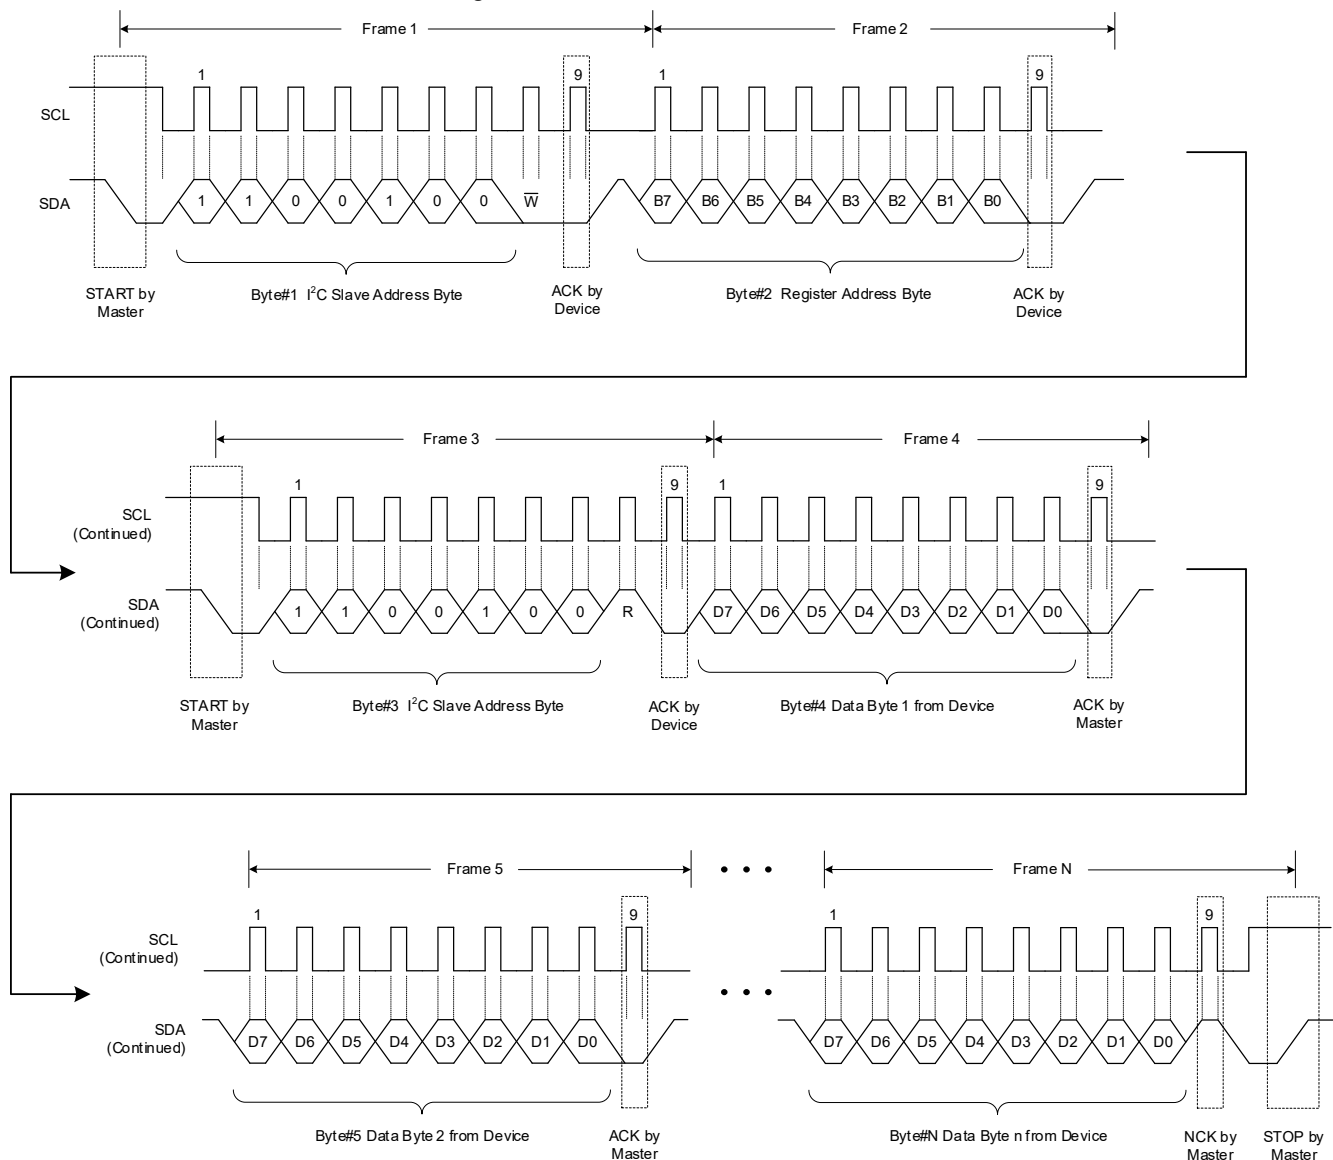 Frame 1 Frame 2
1 9 1 9
SCL
SDA 1 1 0 0 1 0 0 W̅ B7 B6 B5 B4 B3 B2 B1 B0
START by
Master
Byte#1 I²C Slave Address Byte
ACK by
Device
Byte#2 Register Address Byte
ACK by
Device
Frame 3 Frame 4
1 9 1 9
SCL
(Continued)
SDA
(Continued)
1 1 0 0 1 0 0 R D7 D6 D5 D4 D3 D2 D1 D0
START by
Master
Byte#3 I²C Slave Address Byte
ACK by
Device
Byte#4 Data Byte 1 from Device
ACK by
Master
Frame 5 • • • Frame N
1 9 1 9
SCL
(Continued)
• • •
SDA
(Continued)
D7 D6 D5 D4 D3 D2 D1 D0 D7 D6 D5 D4 D3 D2 D1 D0
Byte#5 Data Byte 2 from Device
ACK by
Master
Byte#N Data Byte n from Device
NCK by
Master
STOP by
Master